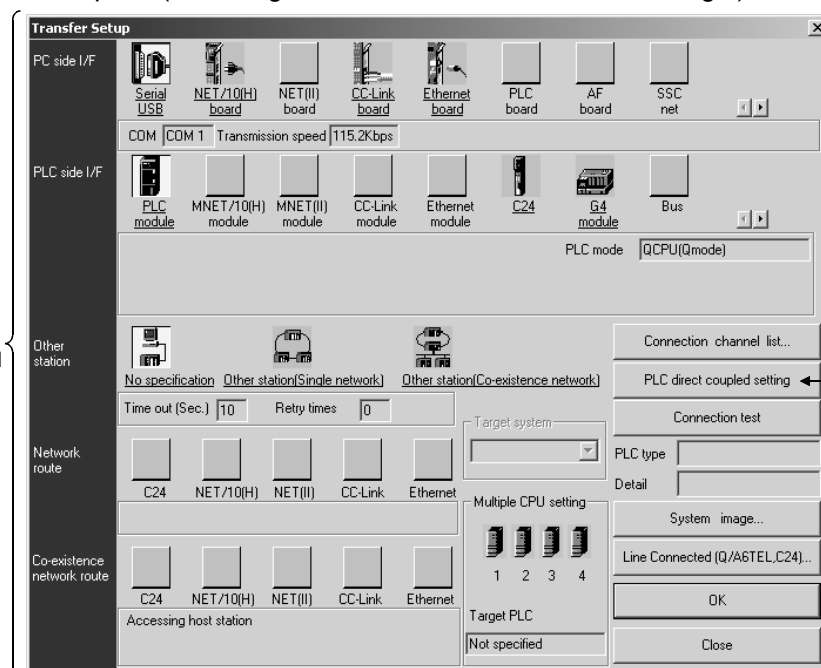 Transfer Setup
PC side I/F
Serial USB
NET/10(H) board
NET(II) board
CC-Link board
Ethernet board
PLC board
AF board
SSC net
COM COM 1 Transmission speed 115.2Kbps
PLC side I/F
PLC module
MNET/10(H) module
MNET(II) module
CC-Link module
Ethernet module
C24
G4 module
Bus
PLC mode QCPU(Qmode)
Other station
No specification
Other station(Single network)
Other station(Co-existence network)
Time out (Sec.) 10 Retry times 0
Target system
Connection channel list...
PLC direct coupled setting
Connection test
PLC type
Detail
System image...
Line Connected (Q/A6TEL,C24)...
OK
Close
Network route
C24 NET/10(H) NET(II) CC-Link Ethernet
Multiple CPU setting
1 2 3 4
Target PLC
Not specified
Co-existence network route
C24 NET/10(H) NET(II) CC-Link Ethernet
Accessing host station